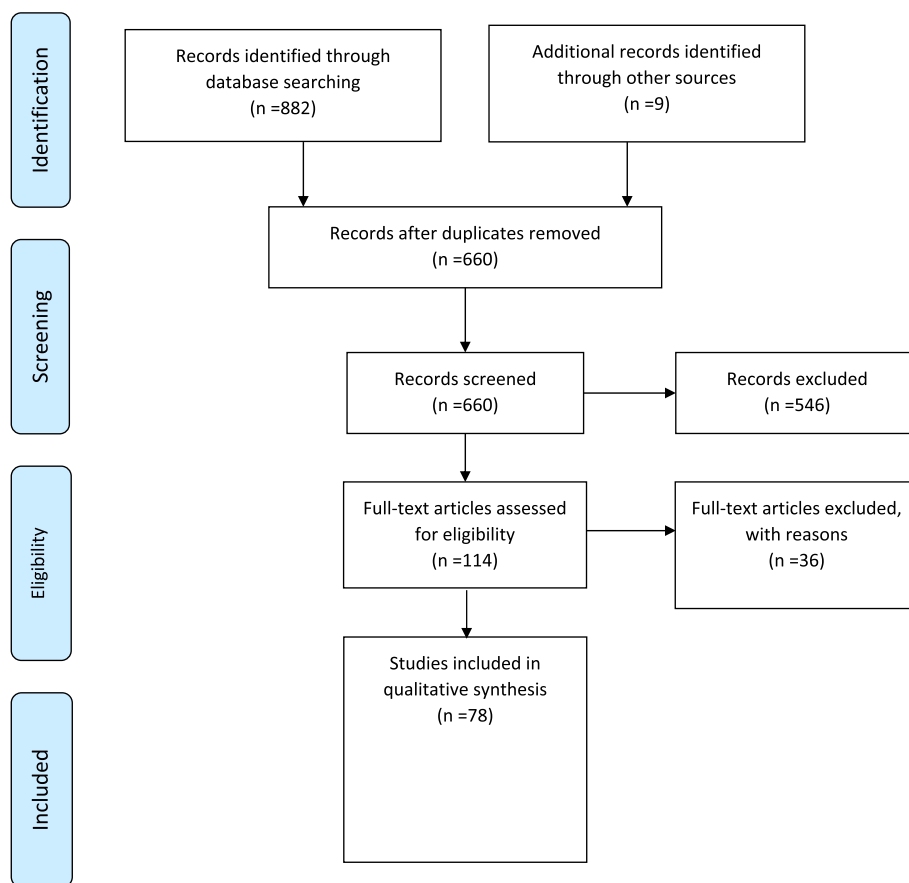 Identification
Records identified through
database searching
(n =882)
Additional records identified
through other sources
(n =9)
Records after duplicates removed
(n =660)
Screening
Records screened
(n =660)
Records excluded
(n =546)
Eligibility
Full-text articles assessed
for eligibility
(n =114)
Full-text articles excluded,
with reasons
(n =36)
Included
Studies included in
qualitative synthesis
(n =78)